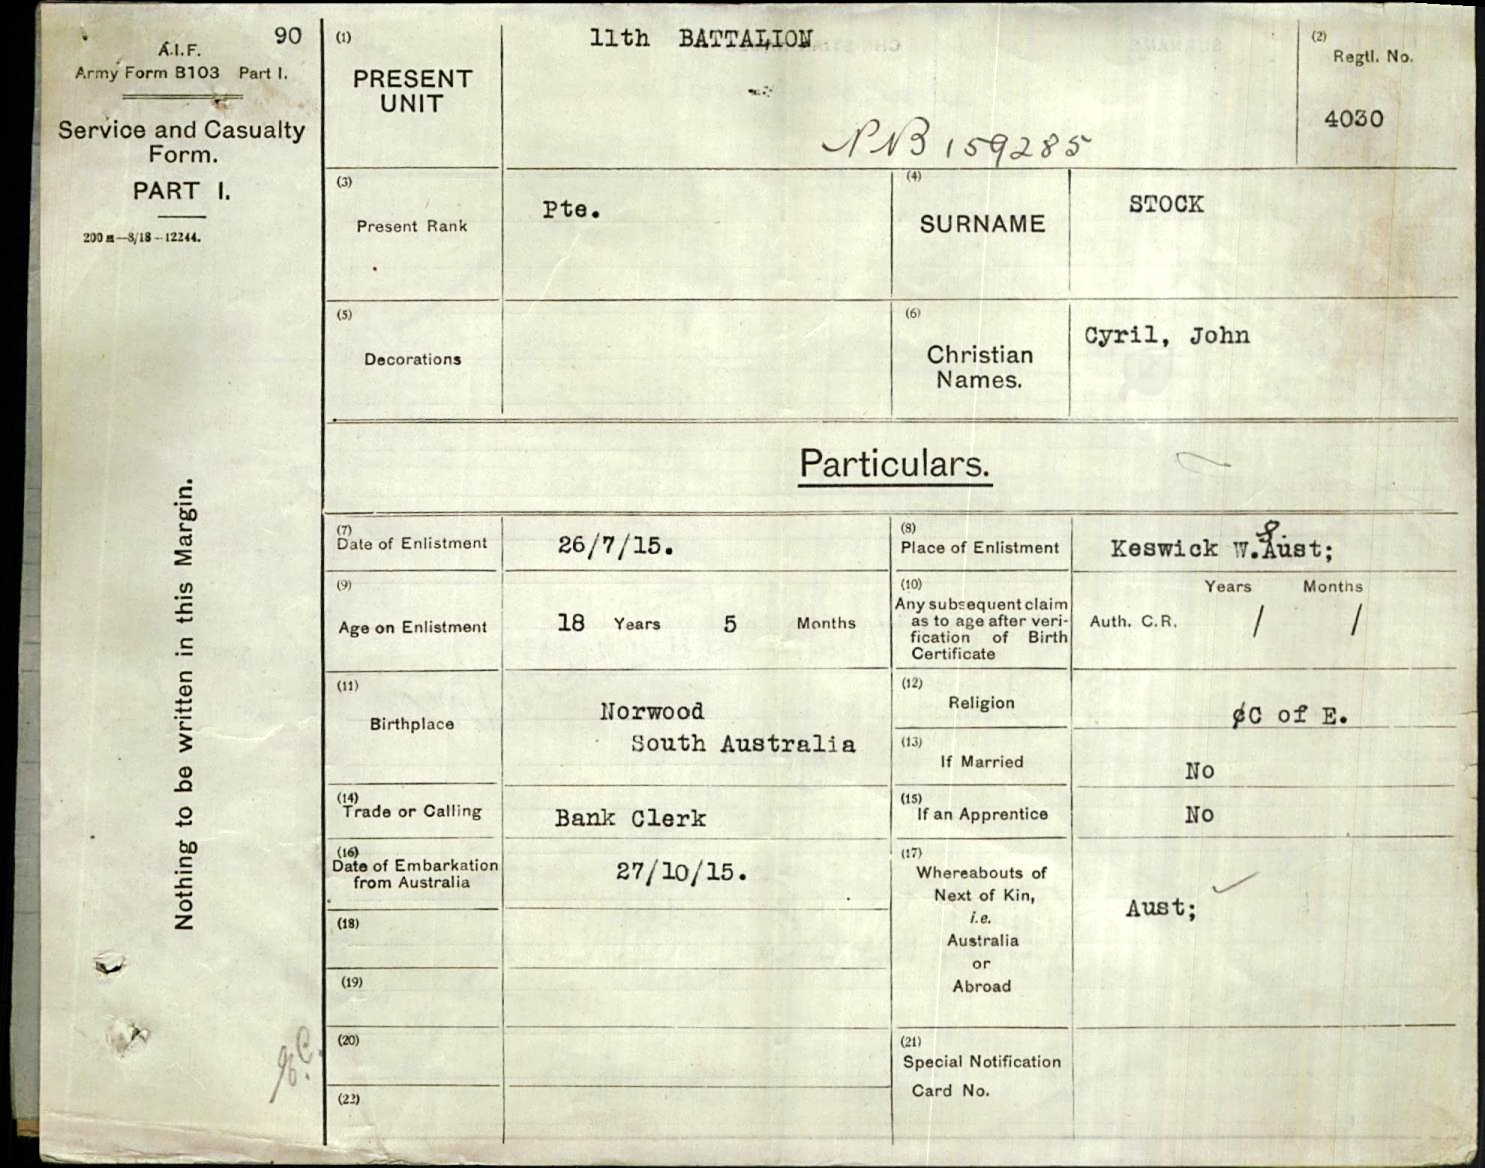 90
A.I.F.
Army Form B103 Part I.
Service and Casualty
Form.
PART I.
200 m—8/18—12244.
Nothing to be written in this Margin.
(1)
PRESENT
UNIT
11th BATTALION
159285
(2)
Regtl. No.
4030
(3)
Present Rank
Pte.
(4)
SURNAME
STOCK
(5)
Decorations
(6)
Christian
Names.
Cyril, John
Particulars.
(7)
Date of Enlistment
26/7/15.
(8)
Place of Enlistment
S.
Keswick W.Aust;
(9)
Age on Enlistment
18 Years 5 Months
(10)
Any subsequent claim
as to age after veri-
fication of Birth
Certificate
Years Months
Auth. C.R. / /
(11)
Birthplace
Norwood
South Australia
(12)
Religion
C of E.
(13)
If Married
No
(14)
Trade or Calling
Bank Clerk
(15)
If an Apprentice
No
(16)
Date of Embarkation
from Australia
27/10/15.
(17)
Whereabouts of
Next of Kin,
i.e.
Australia
or
Abroad
Aust;
(18)
(19)
(20)
(21)
Special Notification
Card No.
(22)